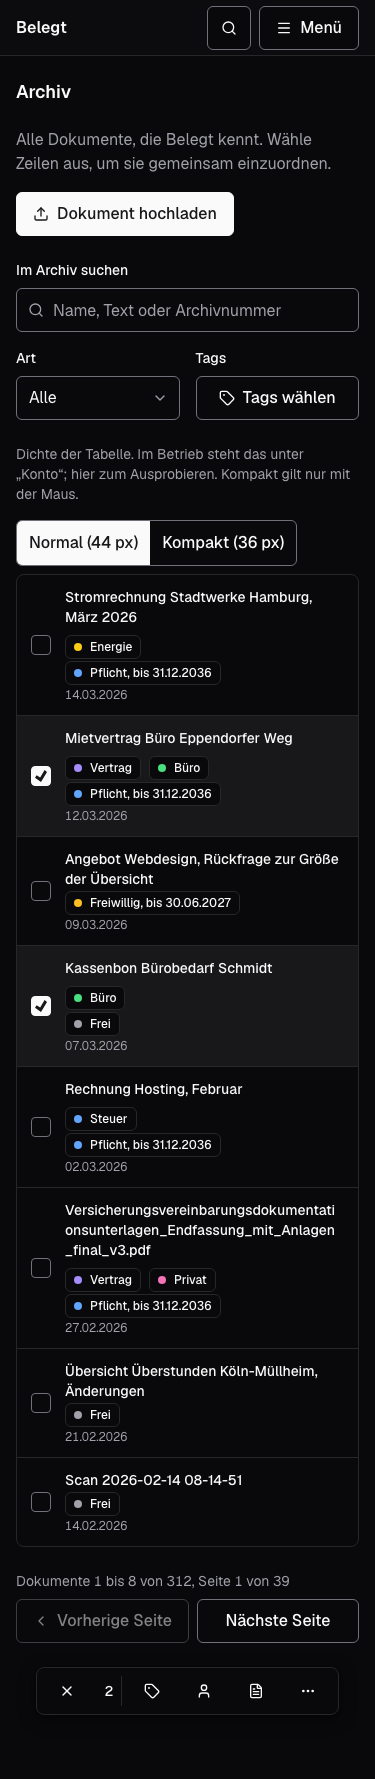 Belegt
Menü
Archiv
Alle Dokumente, die Belegt kennt. Wähle
Zeilen aus, um sie gemeinsam einzuordnen.
Dokument hochladen
Im Archiv suchen
Name, Text oder Archivnummer
Art
Tags
Alle
Tags wählen
Dichte der Tabelle. Im Betrieb steht das unter
„Konto“; hier zum Ausprobieren. Kompakt gilt nur mit
der Maus.
Normal (44 px)
Kompakt (36 px)
Stromrechnung Stadtwerke Hamburg,
März 2026
Energie
Pflicht, bis 31.12.2036
14.03.2026
Mietvertrag Büro Eppendorfer Weg
Vertrag
Büro
Pflicht, bis 31.12.2036
12.03.2026
Angebot Webdesign, Rückfrage zur Größe
der Übersicht
Freiwillig, bis 30.06.2027
09.03.2026
Kassenbon Bürobedarf Schmidt
Büro
Frei
07.03.2026
Rechnung Hosting, Februar
Steuer
Pflicht, bis 31.12.2036
02.03.2026
Versicherungsvereinbarungsdokumentati
onsunterlagen_Endfassung_mit_Anlagen
_final_v3.pdf
Vertrag
Privat
Pflicht, bis 31.12.2036
27.02.2026
Übersicht Überstunden Köln-Müllheim,
Änderungen
Frei
21.02.2026
Scan 2026-02-14 08-14-51
Frei
14.02.2026
Dokumente 1 bis 8 von 312, Seite 1 von 39
Vorherige Seite
Nächste Seite
2